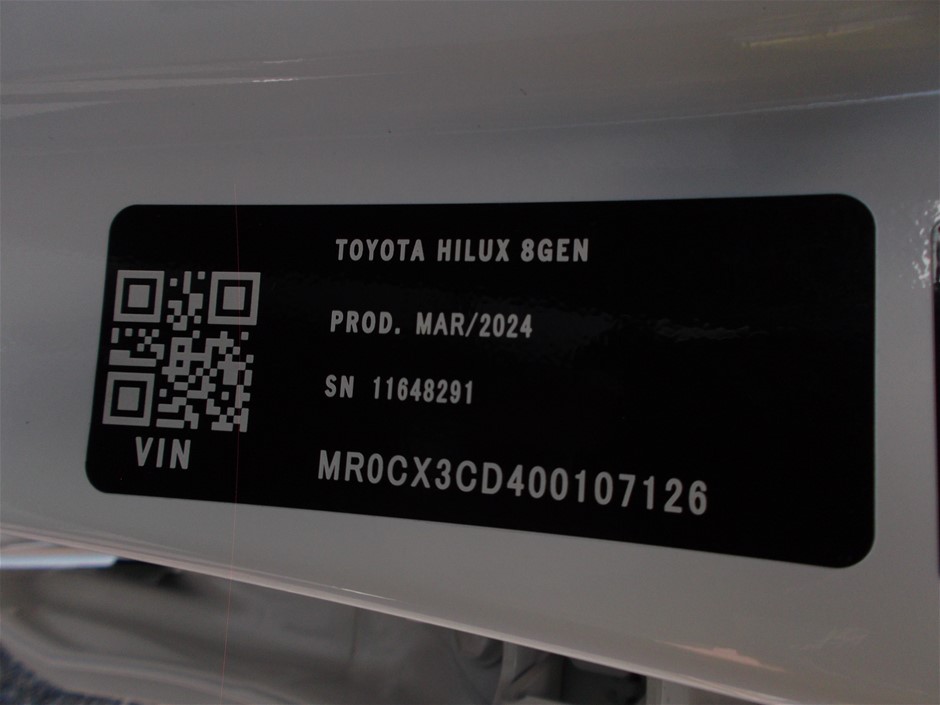 TOYOTA HILUX 8GEN
PROD. MAR/2024
SN 11648291
VIN
MR0CX3CD400107126